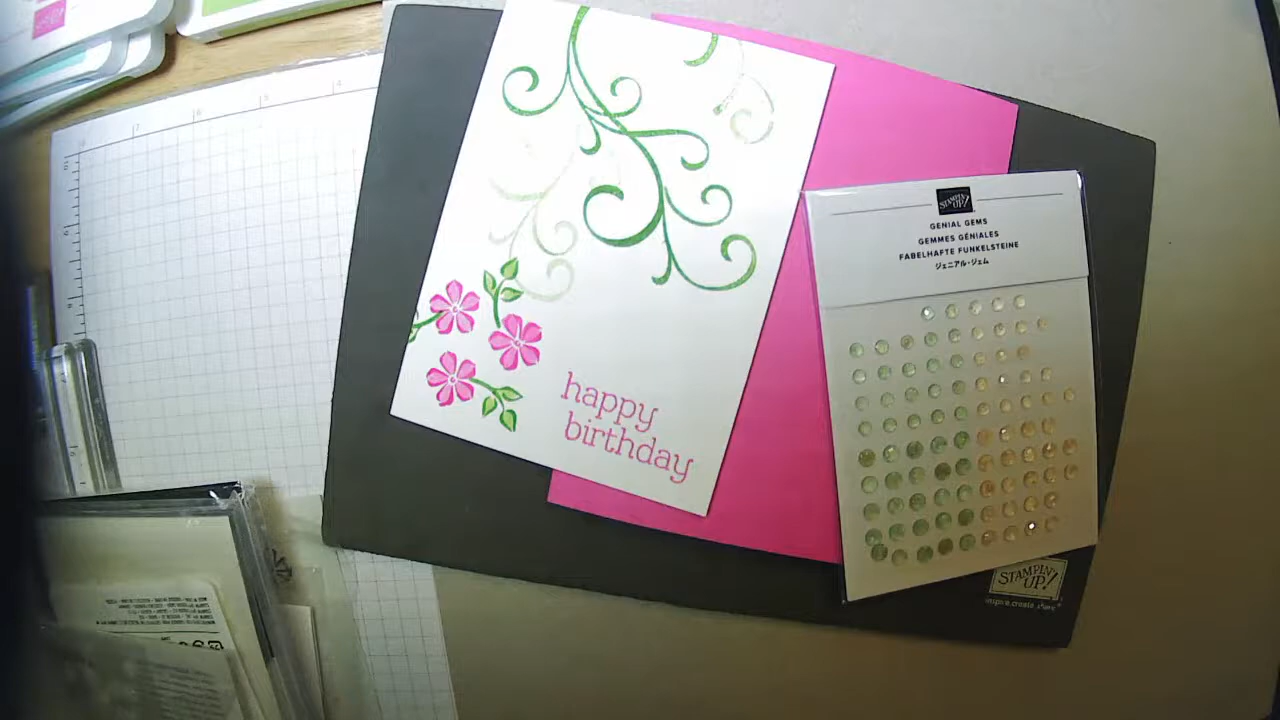 STAMPIN' UP!
GENIAL GEMS
GEMMES GÉNIALES
FABELHAFTE FUNKELSTEINE
ジェニアル・ジェム
happy
birthday
STAMPIN' UP!
inspire. create. share.